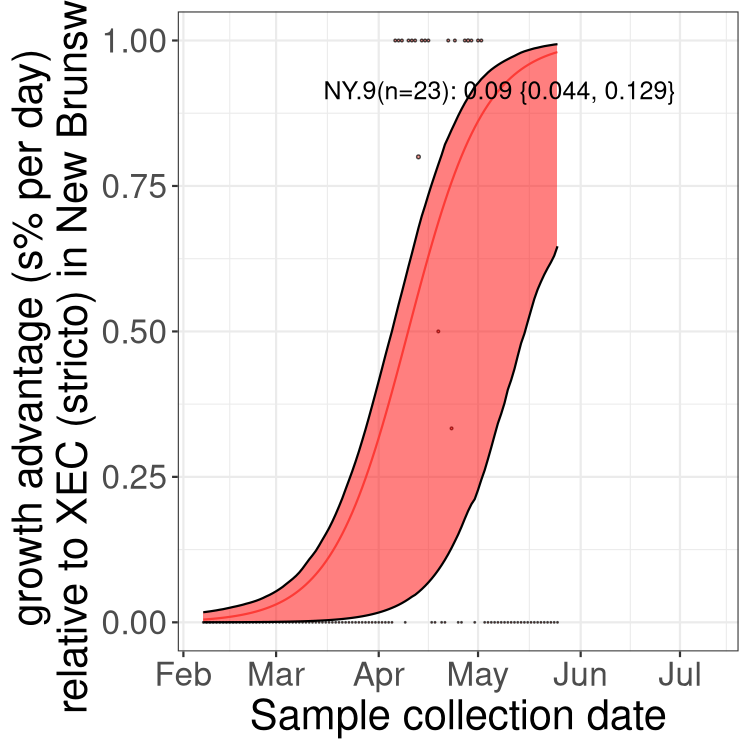 growth advantage (s% per day)
relative to XEC (stricto) in New Brunsw
1.00
0.75
0.50
0.25
0.00
NY.9(n=23): 0.09 {0.044, 0.129}
Feb Mar Apr May Jun Jul
Sample collection date